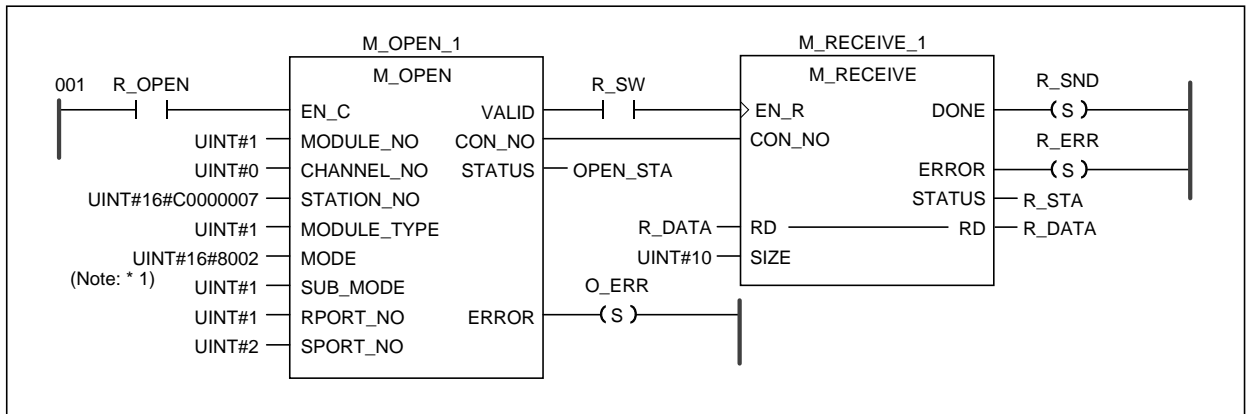 M_OPEN_1 M_RECEIVE_1
001 R_OPEN M_OPEN R_SW M_RECEIVE R_SND
EN_C VALID EN_R DONE ( S )
UINT#1 MODULE_NO CON_NO CON_NO R_ERR
UINT#0 CHANNEL_NO STATUS OPEN_STA ERROR ( S )
UINT#16#C0000007 STATION_NO STATUS R_STA
UINT#1 MODULE_TYPE R_DATA RD RD R_DATA
UINT#16#8002 MODE UINT#10 SIZE
(Note: * 1)
UINT#1 SUB_MODE O_ERR
UINT#1 RPORT_NO ERROR ( S )
UINT#2 SPORT_NO